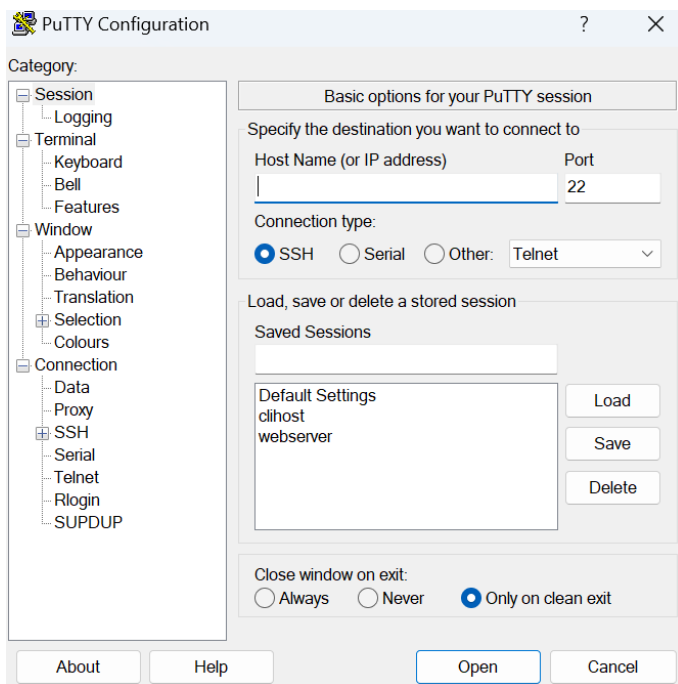 PuTTY Configuration ?
Category:
Session
Logging
Terminal
Keyboard
Bell
Features
Window
Appearance
Behaviour
Translation
Selection
Colours
Connection
Data
Proxy
SSH
Serial
Telnet
Rlogin
SUPDUP
Basic options for your PuTTY session
Specify the destination you want to connect to
Host Name (or IP address) Port
22
Connection type:
SSH Serial Other: Telnet
Load, save or delete a stored session
Saved Sessions
Default Settings
clihost
webserver
Load
Save
Delete
Close window on exit:
Always Never Only on clean exit
About Help Open Cancel